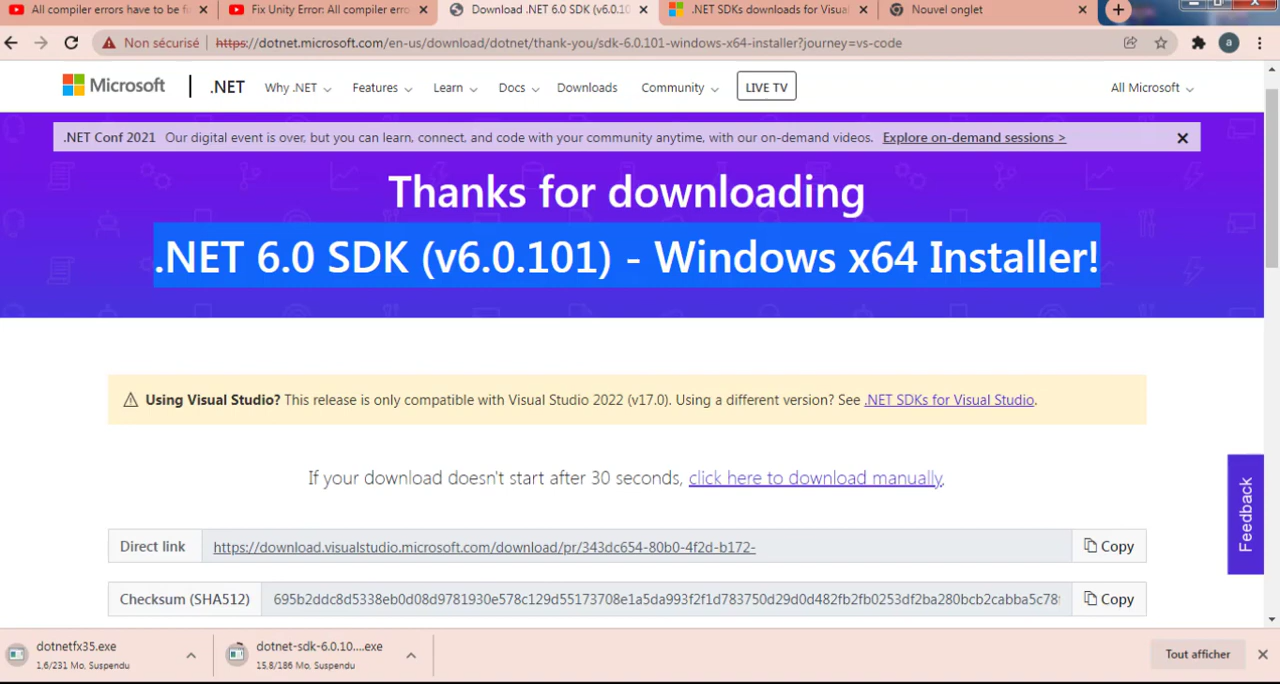 All compiler errors have to be fi
Fix Unity Error: All compiler erro
Download .NET 6.0 SDK (v6.0.10
.NET SDKs downloads for Visual
Nouvel onglet
Non sécurisé
https://dotnet.microsoft.com/en-us/download/dotnet/thank-you/sdk-6.0.101-windows-x64-installer?journey=vs-code
a
Microsoft
.NET
Why .NET
Features
Learn
Docs
Downloads
Community
LIVE TV
All Microsoft
.NET Conf 2021 Our digital event is over, but you can learn, connect, and code with your community anytime, with our on-demand videos. Explore on-demand sessions >
Thanks for downloading
.NET 6.0 SDK (v6.0.101) - Windows x64 Installer!
Using Visual Studio? This release is only compatible with Visual Studio 2022 (v17.0). Using a different version? See .NET SDKs for Visual Studio.
If your download doesn't start after 30 seconds, click here to download manually.
Direct link
https://download.visualstudio.microsoft.com/download/pr/343dc654-80b0-4f2d-b172-
Copy
Checksum (SHA512)
695b2ddc8d5338eb0d08d9781930e578c129d55173708e1a5da993f2f1d783750d29d0d482fb2fb0253df2ba280bcb2cabba5c78f
Copy
Feedback
dotnetfx35.exe
1.6/231 Mo, Suspendu
dotnet-sdk-6.0.10....exe
15,8/186 Mo, Suspendu
Tout afficher